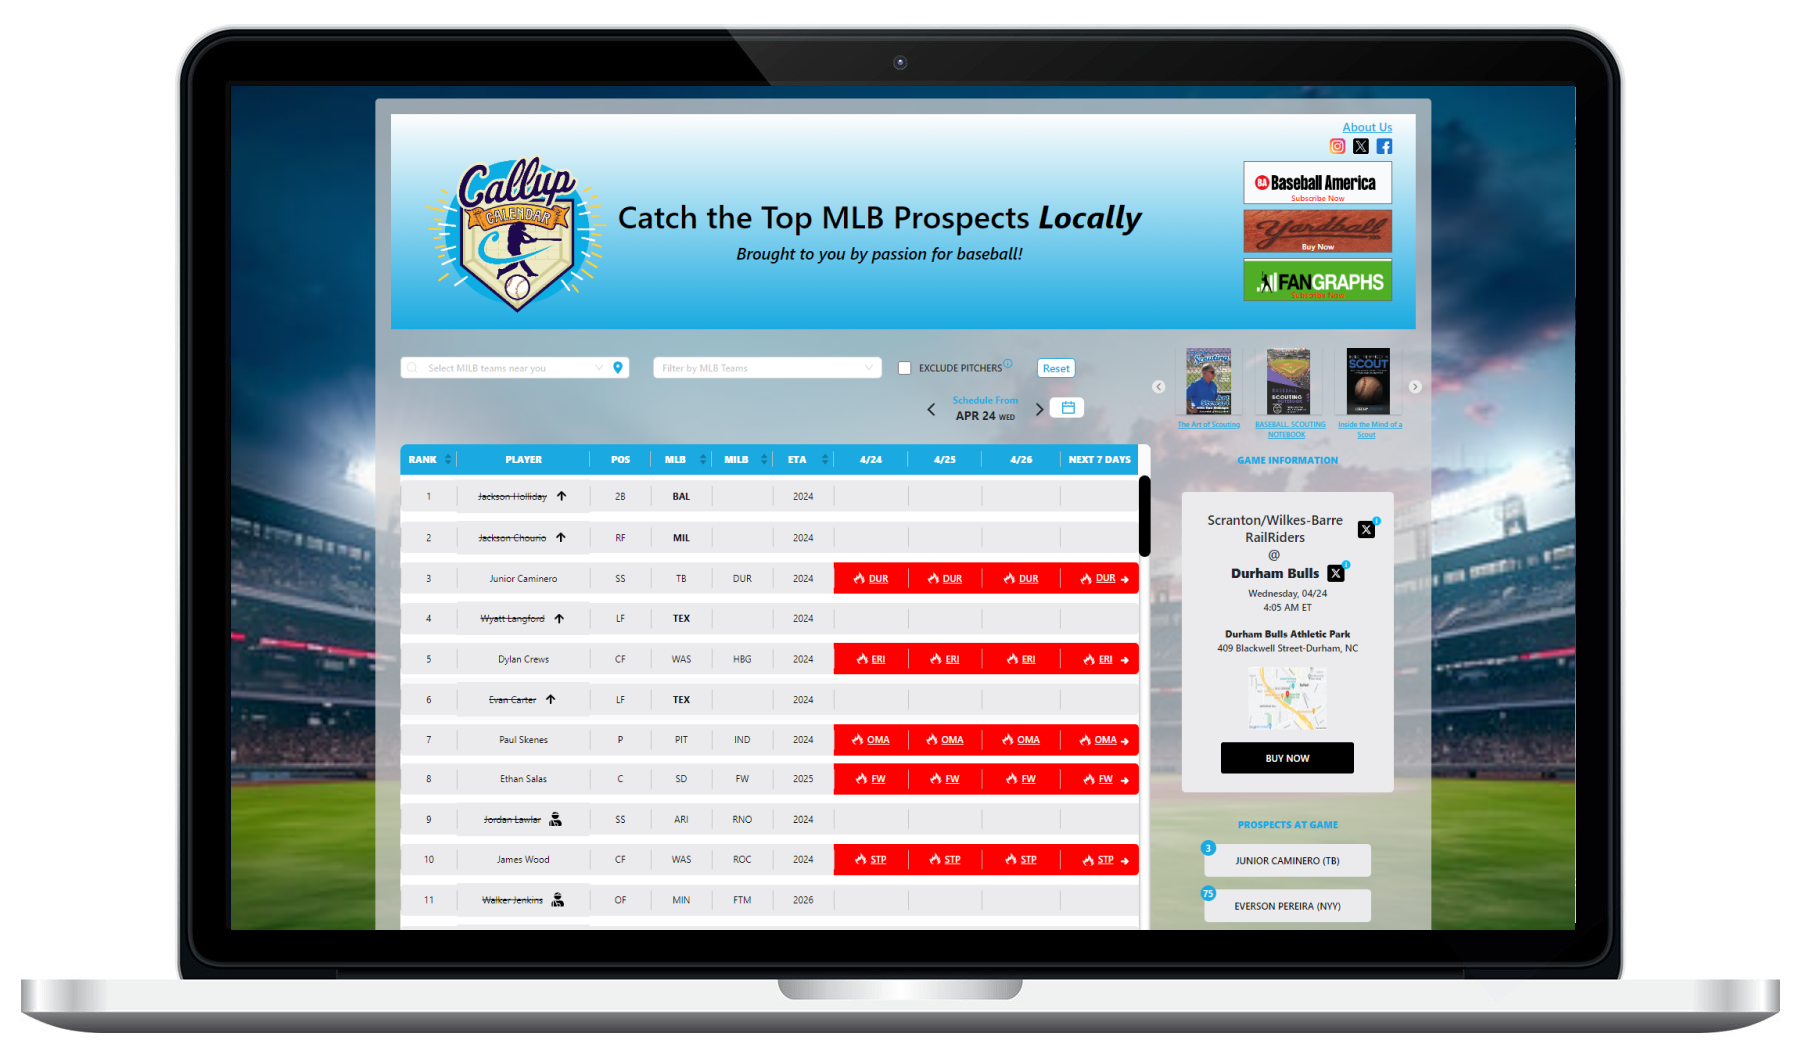 About Us
Callup
CALENDAR
Catch the Top MLB Prospects Locally
Brought to you by passion for baseball!
BA Baseball America
Subscribe Now
Yardball
Buy Now
FANGRAPHS
Subscribe Now
Select MILB teams near you
Filter by MLB Teams
EXCLUDE PITCHERS
Reset
Schedule From
APR 24 WED
Scouting
SCOUTING
SCOUT
The Art of Scouting
BASEBALL SCOUTING
NOTEBOOK
Inside the Mind of a
Scout
RANK PLAYER POS MLB MILB ETA 4/24 4/25 4/26 NEXT 7 DAYS
1 Jackson Holliday 2B BAL 2024
2 Jackson Chourio RF MIL 2024
3 Junior Caminero SS TB DUR 2024 DUR DUR DUR DUR
4 Wyatt Langford LF TEX 2024
5 Dylan Crews CF WAS HBG 2024 ERI ERI ERI ERI
6 Evan Carter LF TEX 2024
7 Paul Skenes P PIT IND 2024 OMA OMA OMA OMA
8 Ethan Salas C SD FW 2025 FW FW FW FW
9 Jordan Lawlar SS ARI RNO 2024
10 James Wood CF WAS ROC 2024 STP STP STP STP
11 Walker Jenkins OF MIN FTM 2026
GAME INFORMATION
Scranton/Wilkes-Barre
RailRiders
@
Durham Bulls
Wednesday, 04/24
4:05 AM ET
Durham Bulls Athletic Park
409 Blackwell Street-Durham, NC
BUY NOW
PROSPECTS AT GAME
3
JUNIOR CAMINERO (TB)
75
EVERSON PEREIRA (NYY)